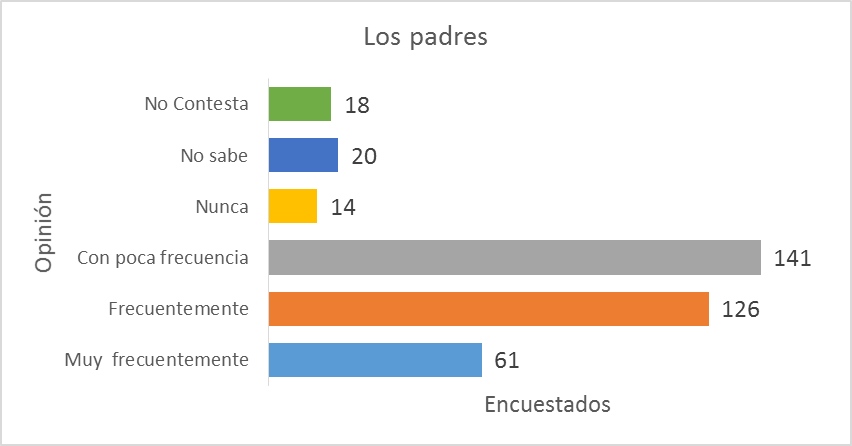 Los padres
No Contesta 18
No sabe 20
Nunca 14
Con poca frecuencia 141
Frecuentemente 126
Muy frecuentemente 61
Opinión
Encuestados